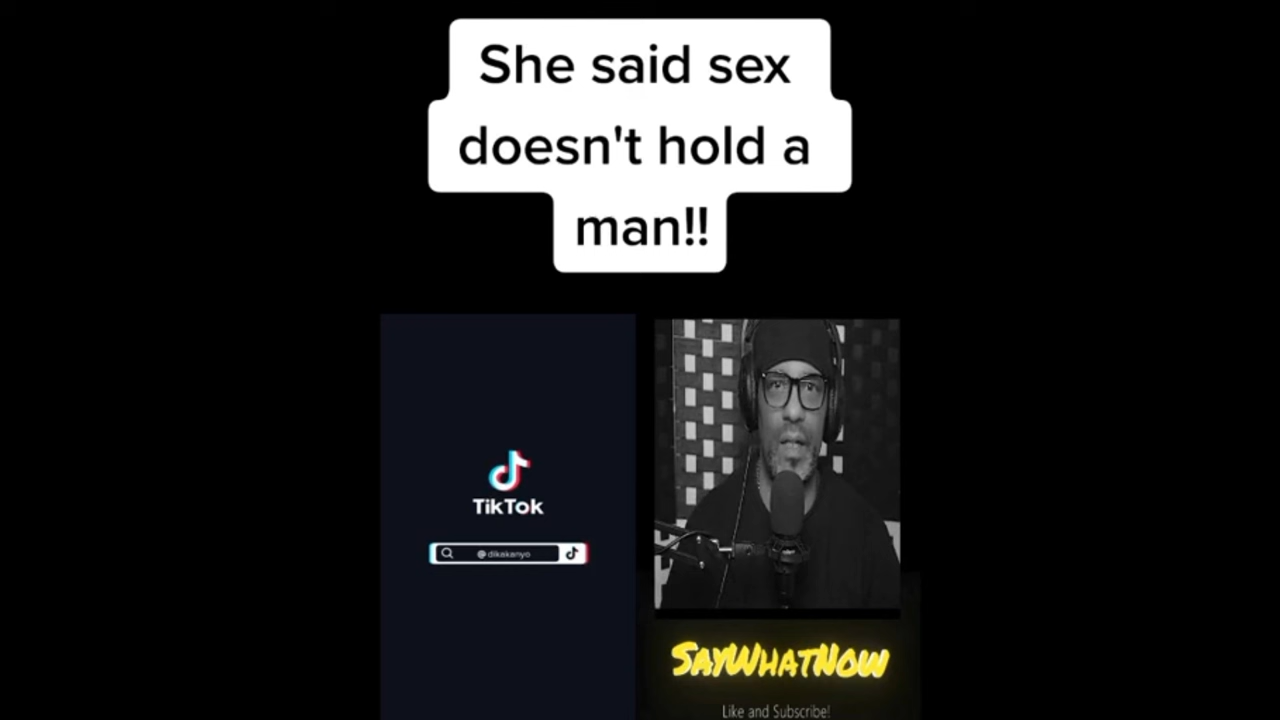 She said sex
doesn't hold a
man!!
TikTok
@dikakanyo
SayWhatNow
Like and Subscribe!